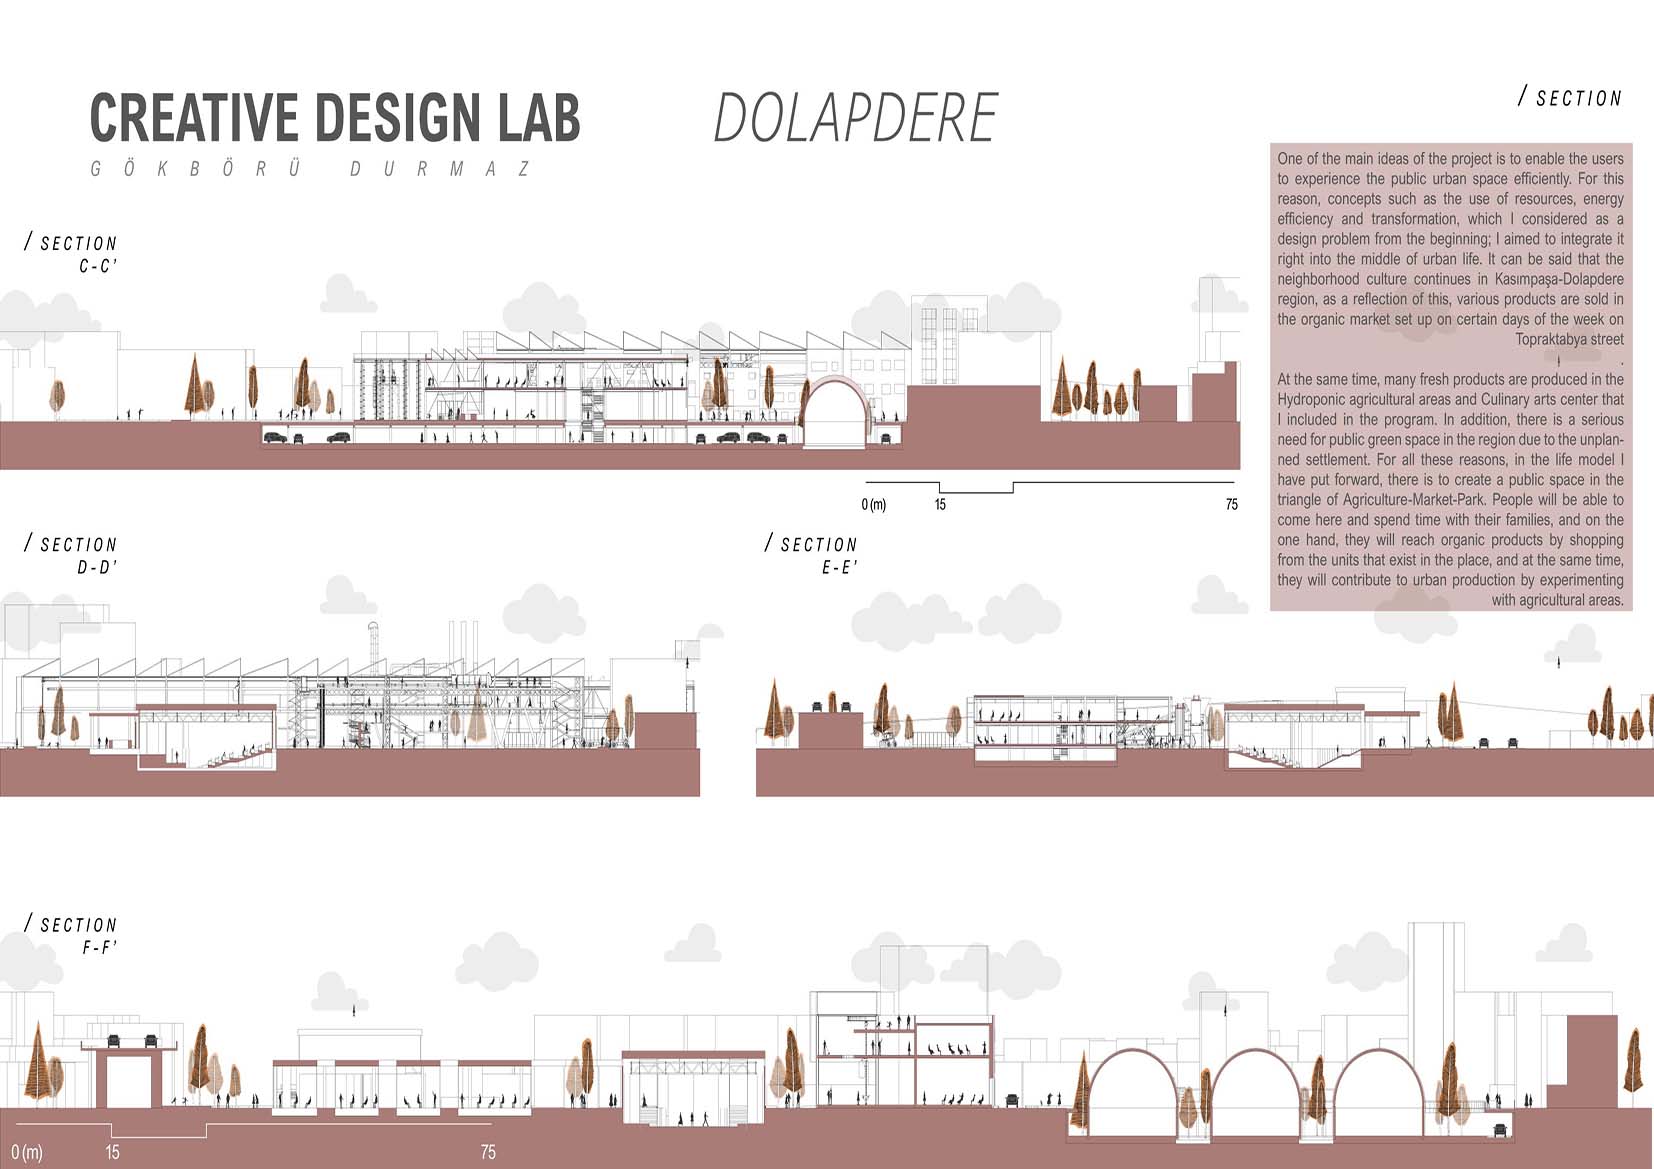 CREATIVE DESIGN LAB
DOLAPDERE
GÖKBÖRÜ DURMAZ
/ SECTION
One of the main ideas of the project is to enable the users
to experience the public urban space efficiently. For this
reason, concepts such as the use of resources, energy
efficiency and transformation, which I considered as a
design problem from the beginning; I aimed to integrate it
right into the middle of urban life. It can be said that the
neighborhood culture continues in Kasımpaşa-Dolapdere
region, as a reflection of this, various products are sold in
the organic market set up on certain days of the week on
Topraktabya street
.
At the same time, many fresh products are produced in the
Hydroponic agricultural areas and Culinary arts center that
I included in the program. In addition, there is a serious
need for public green space in the region due to the unplan-
ned settlement. For all these reasons, in the life model I
have put forward, there is to create a public space in the
triangle of Agriculture-Market-Park. People will be able to
come here and spend time with their families, and on the
one hand, they will reach organic products by shopping
from the units that exist in the place, and at the same time,
they will contribute to urban production by experimenting
with agricultural areas.
/ SECTION
C-C'
0 (m) 15 75
/ SECTION
D-D'
/ SECTION
E-E'
/ SECTION
F-F'
0 (m) 15 75